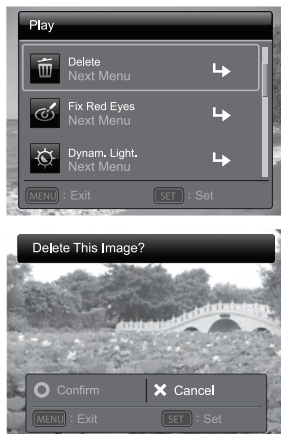 Play
Delete
Next Menu
Fix Red Eyes
Next Menu
Dynam. Light.
Next Menu
MENU : Exit SET : Set
Delete This Image?
Confirm Cancel
MENU : Exit SET : Set